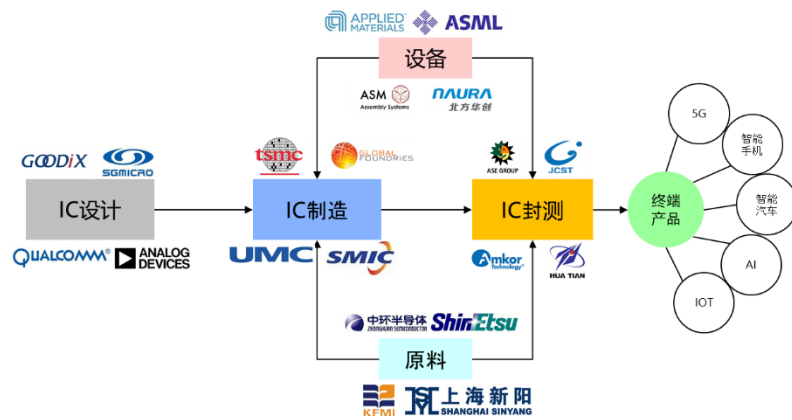 APPLIED
MATERIALS
ASML
设备
ASM
Assembly Systems
NAURA
北方华创
GOODiX
SGMICRO
tsmc
GLOBAL
FOUNDRIES
ASE GROUP
JCST
IC设计
IC制造
IC封测
终端
产品
5G
智能
手机
智能
汽车
AI
IOT
QUALCOMM®
ANALOG
DEVICES
UMC
SMIC
Amkor
Technology®
HUA TIAN
中环半导体
ZHONGHUAN SEMICONDUCTOR
ShinEtsu
原料
KFMI
上海新阳
SHANGHAI SINYANG